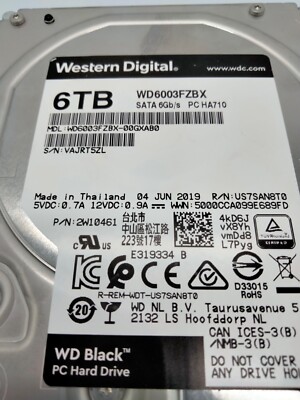 Western Digital.
www.wdc.com
6TB
WD6003FZBX
SATA 6Gb/s PC HA710
MDL: WD6003FZBX-00GXAB0
S/N: VAJRT5ZL
Made in Thailand 04 JUN 2019 R/N: US7SAN8T0
5VDC: 0.7A 12VDC: 0.9A WWN: 5000CCA099E689FD
P/N: 2W10461
台北市
中山區松江路
223號17樓
4kD6J
vX8Yh
vmDd8
L7Pyg
E319334 B
D33015
RoHS
R-REM-WDT-US7SAN8T0
20
WD NL B.V. Taurusavenue 5
2132 LS Hoofddorp NL
CAN ICES-3(B)
/NMB-3(B)
WD Black™
PC Hard Drive
DO NOT COVER
ANY DRIVE HO